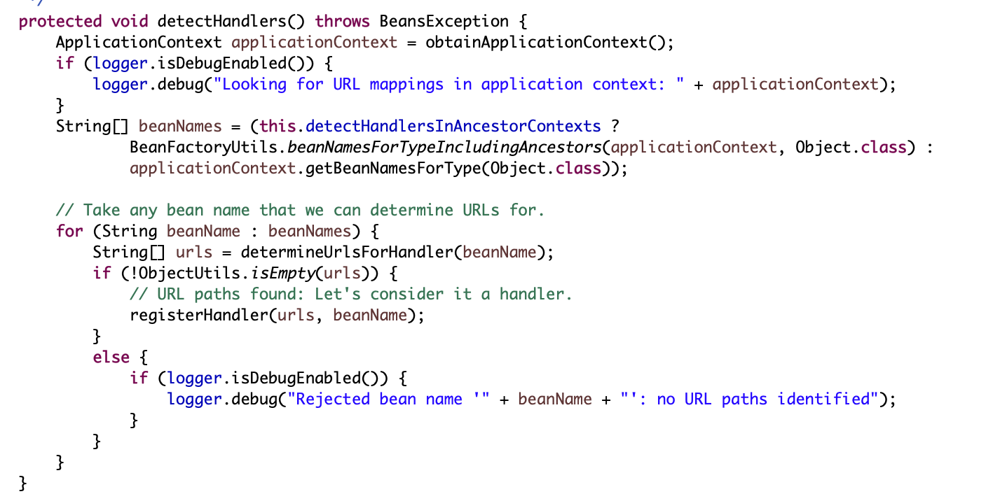 */
protected void detectHandlers() throws BeansException {
    ApplicationContext applicationContext = obtainApplicationContext();
    if (logger.isDebugEnabled()) {
        logger.debug("Looking for URL mappings in application context: " + applicationContext);
    }
    String[] beanNames = (this.detectHandlersInAncestorContexts ?
            BeanFactoryUtils.beanNamesForTypeIncludingAncestors(applicationContext, Object.class) :
            applicationContext.getBeanNamesForType(Object.class));

    // Take any bean name that we can determine URLs for.
    for (String beanName : beanNames) {
        String[] urls = determineUrlsForHandler(beanName);
        if (!ObjectUtils.isEmpty(urls)) {
            // URL paths found: Let's consider it a handler.
            registerHandler(urls, beanName);
        }
        else {
            if (logger.isDebugEnabled()) {
                logger.debug("Rejected bean name '" + beanName + "': no URL paths identified");
            }
        }
    }
}